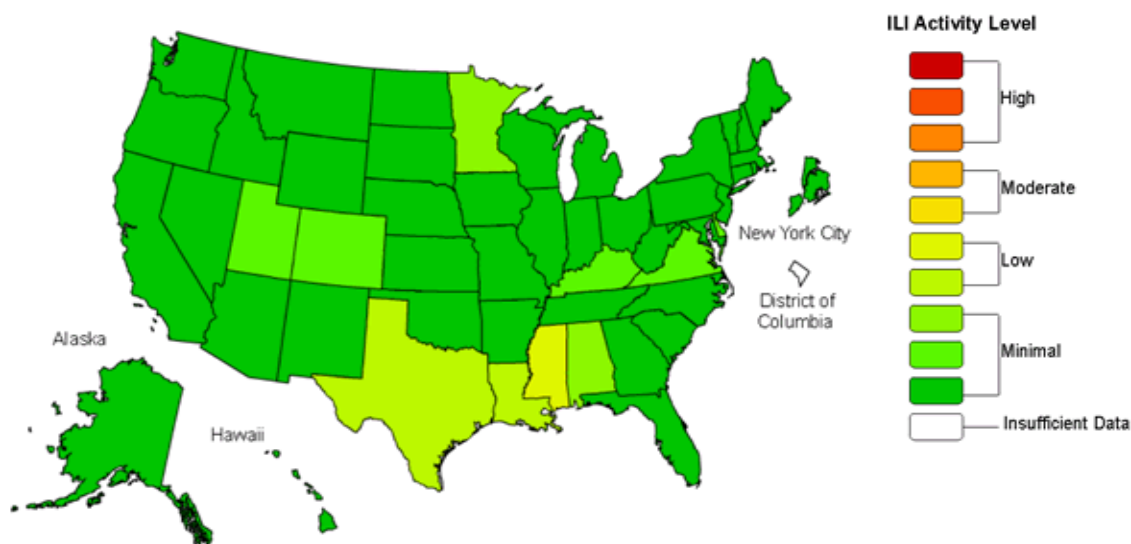 ILI Activity Level
High
Moderate
Low
Minimal
Insufficient Data
New York City
District of
Columbia
Alaska
Hawaii